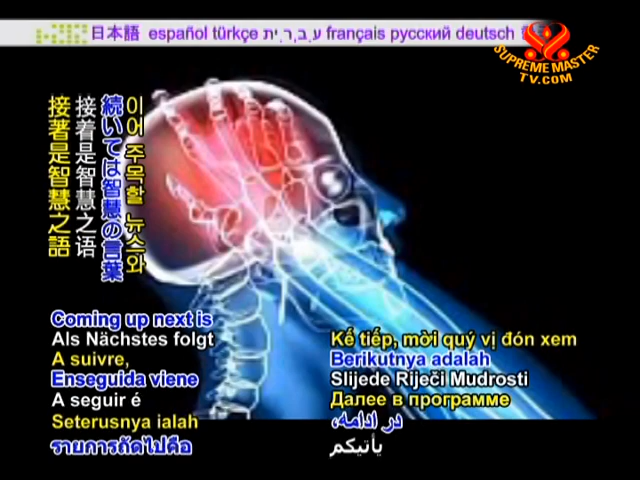 日本語 español türkçe עִבְרִית français русский deutsch
SUPREME MASTER
TV.COM
이어 주목할 뉴스와
続いては智慧の言葉
接着是智慧之语
接著是智慧之語
Coming up next is
Als Nächstes folgt
A suivre,
Enseguida viene
A seguir é
Seterusnya ialah
รายการถัดไปคือ
Kế tiếp, mời quý vị đón xem
Berikutnya adalah
Slijede Riječi Mudrosti
Далее в программе
در ادامه،
يأتيكم